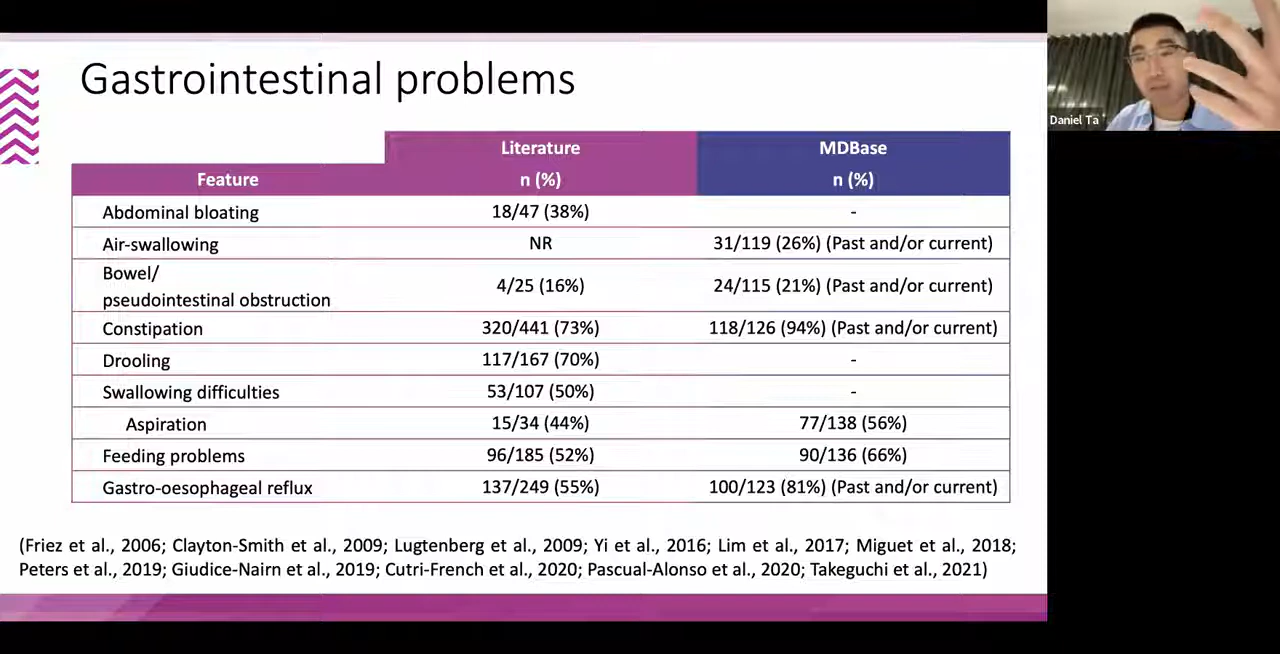 Gastrointestinal problems
Daniel Ta
Literature MDBase
Feature n (%) n (%)
Abdominal bloating 18/47 (38%) -
Air-swallowing NR 31/119 (26%) (Past and/or current)
Bowel/
pseudointestinal obstruction 4/25 (16%) 24/115 (21%) (Past and/or current)
Constipation 320/441 (73%) 118/126 (94%) (Past and/or current)
Drooling 117/167 (70%) -
Swallowing difficulties 53/107 (50%) -
Aspiration 15/34 (44%) 77/138 (56%)
Feeding problems 96/185 (52%) 90/136 (66%)
Gastro-oesophageal reflux 137/249 (55%) 100/123 (81%) (Past and/or current)
(Friez et al., 2006; Clayton-Smith et al., 2009; Lugtenberg et al., 2009; Yi et al., 2016; Lim et al., 2017; Miguet et al., 2018;
Peters et al., 2019; Giudice-Nairn et al., 2019; Cutri-French et al., 2020; Pascual-Alonso et al., 2020; Takeguchi et al., 2021)